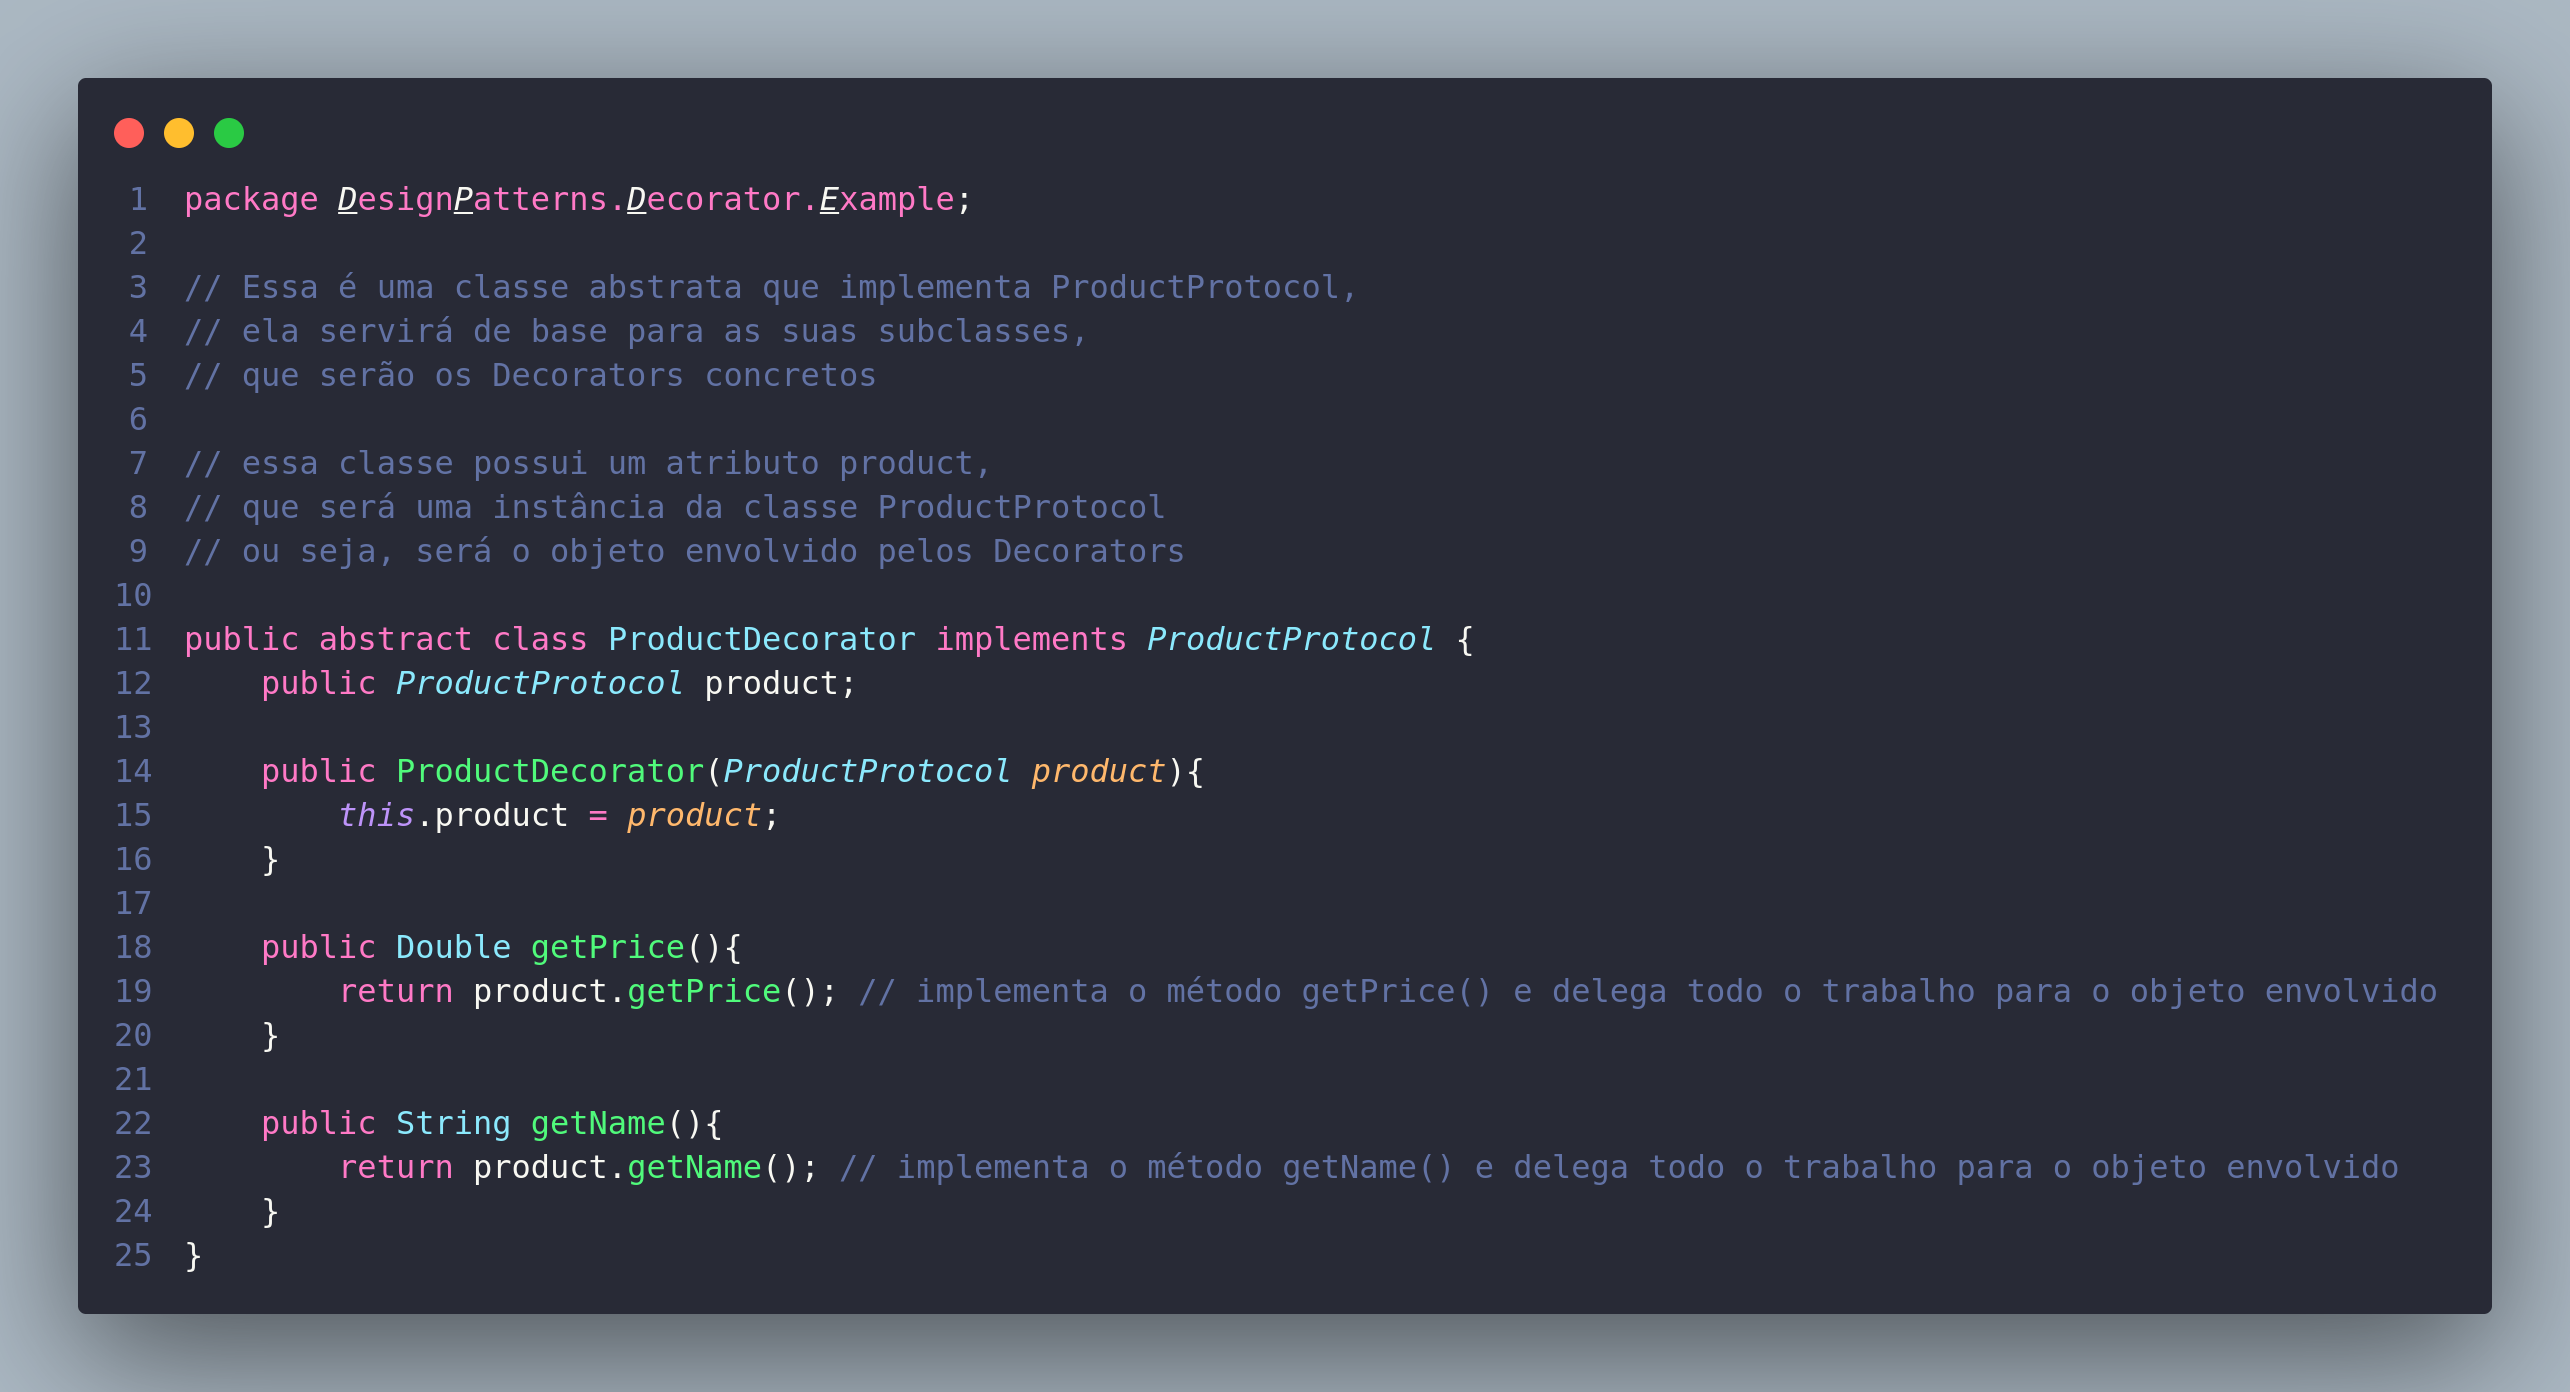 1 package DesignPatterns.Decorator.Example;
2
3 // Essa é uma classe abstrata que implementa ProductProtocol,
4 // ela servirá de base para as suas subclasses,
5 // que serão os Decorators concretos
6
7 // essa classe possui um atributo product,
8 // que será uma instância da classe ProductProtocol
9 // ou seja, será o objeto envolvido pelos Decorators
10
11 public abstract class ProductDecorator implements ProductProtocol {
12     public ProductProtocol product;
13
14     public ProductDecorator(ProductProtocol product){
15         this.product = product;
16     }
17
18     public Double getPrice(){
19         return product.getPrice(); // implementa o método getPrice() e delega todo o trabalho para o objeto envolvido
20     }
21
22     public String getName(){
23         return product.getName(); // implementa o método getName() e delega todo o trabalho para o objeto envolvido
24     }
25 }